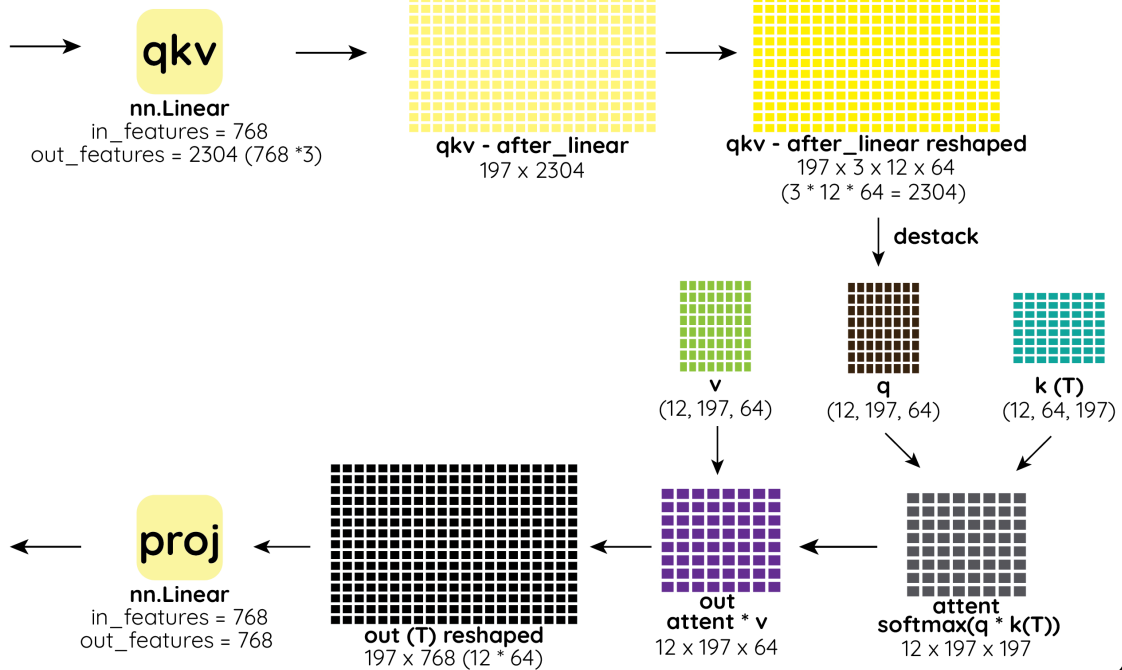 qkv
nn.Linear
in_features = 768
out_features = 2304 (768 *3)
qkv - after_linear
197 x 2304
qkv - after_linear reshaped
197 x 3 x 12 x 64
(3 * 12 * 64 = 2304)
destack
v
(12, 197, 64)
q
(12, 197, 64)
k (T)
(12, 64, 197)
attent
softmax(q * k(T))
12 x 197 x 197
out
attent * v
12 x 197 x 64
out (T) reshaped
197 x 768 (12 * 64)
proj
nn.Linear
in_features = 768
out_features = 768